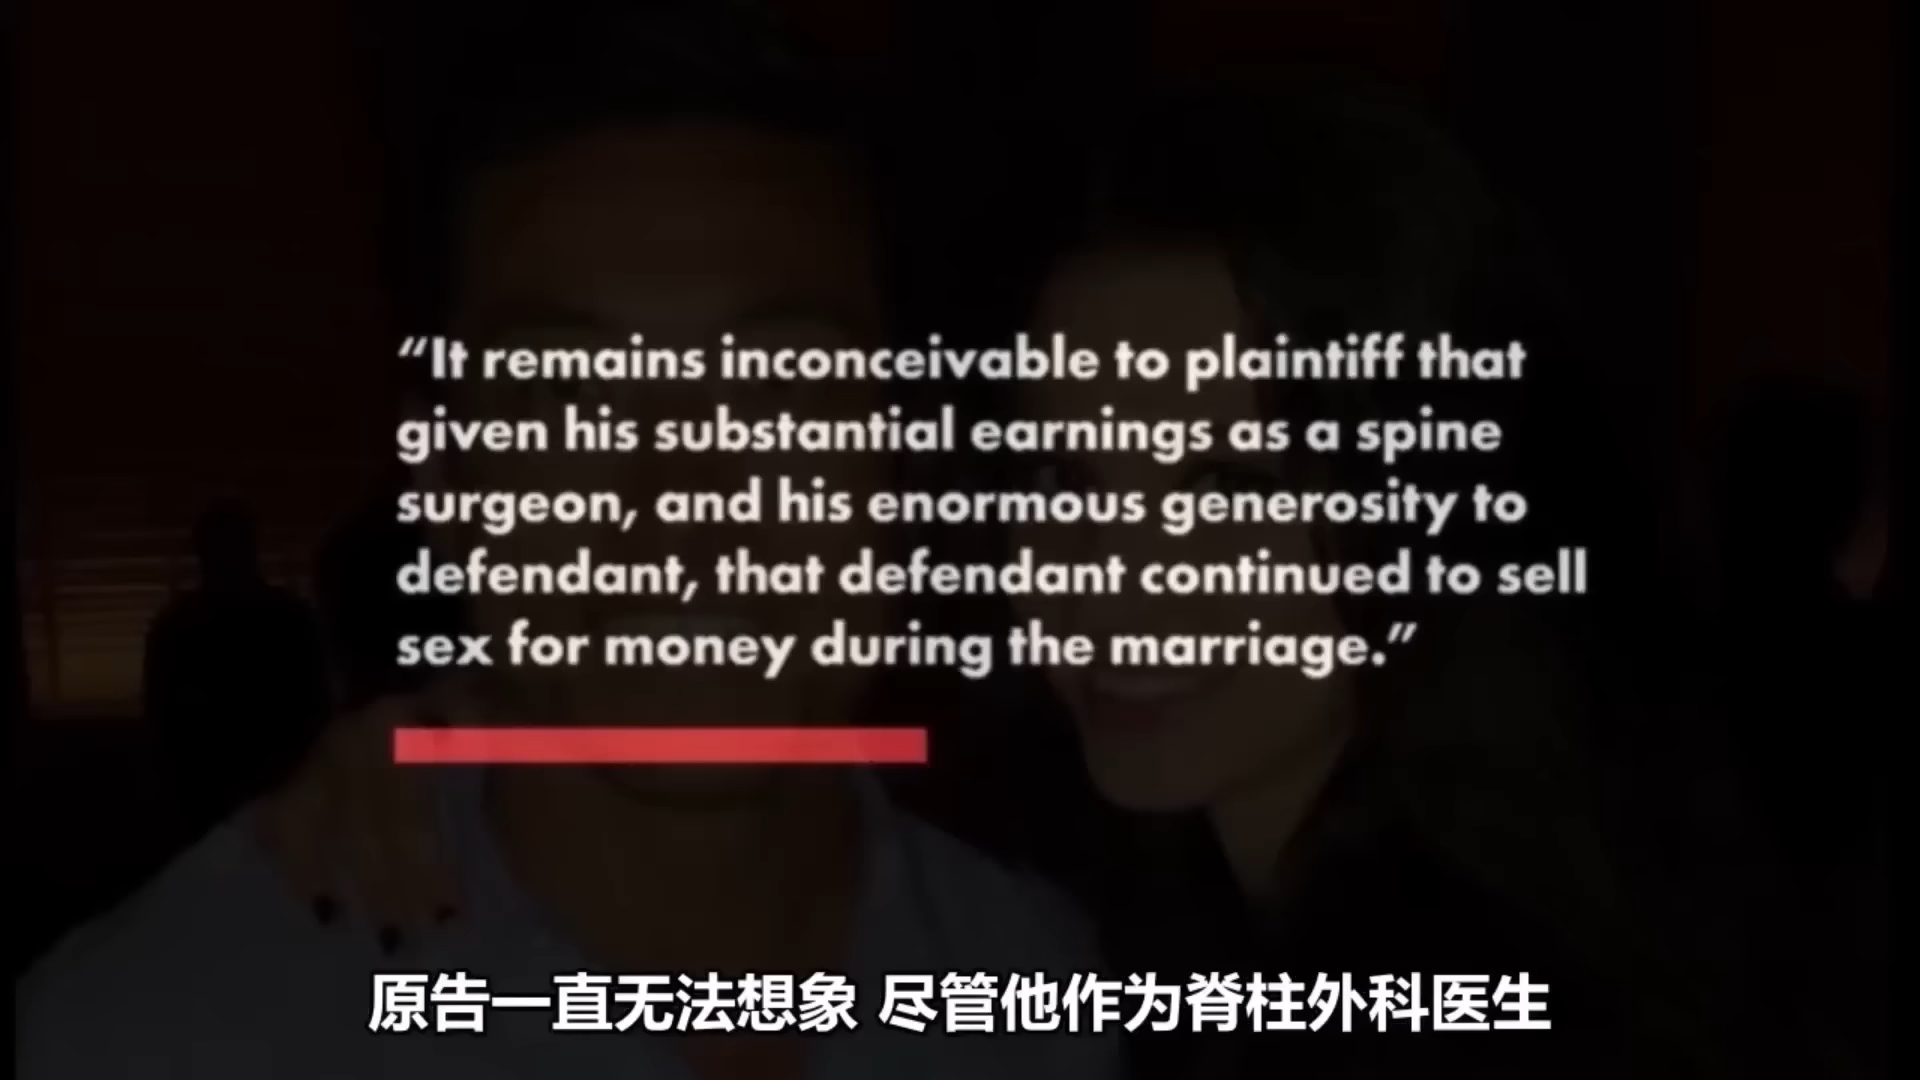 “It remains inconceivable to plaintiff that
given his substantial earnings as a spine
surgeon, and his enormous generosity to
defendant, that defendant continued to sell
sex for money during the marriage.”
原告一直无法想象 尽管他作为脊柱外科医生